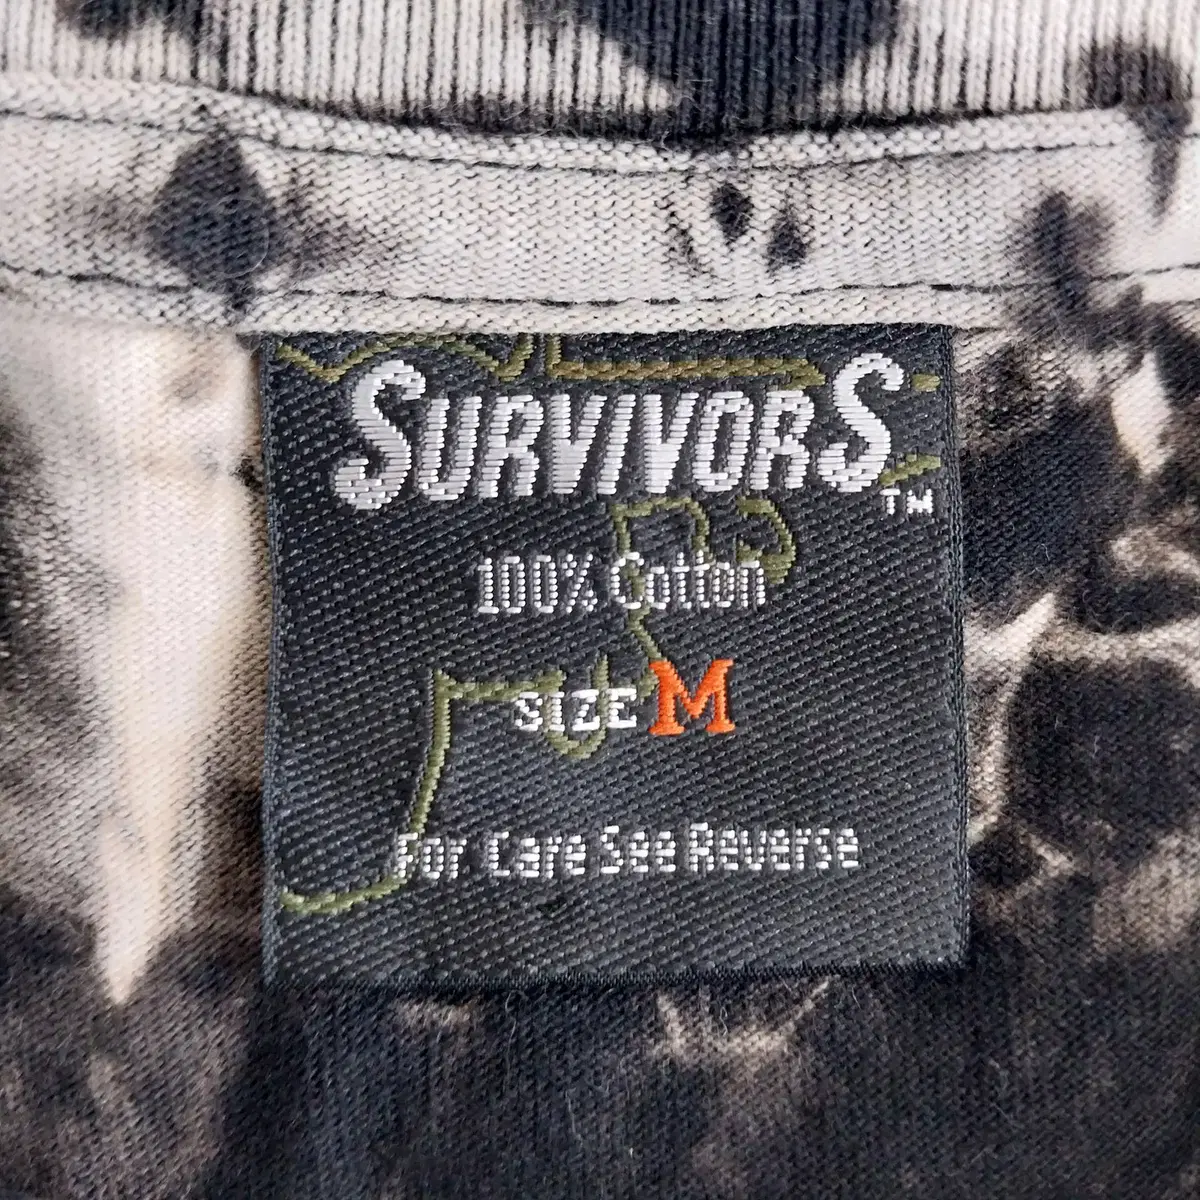 SURVIVORS
TM
100% Cotton
SIZE M
For Care See Reverse